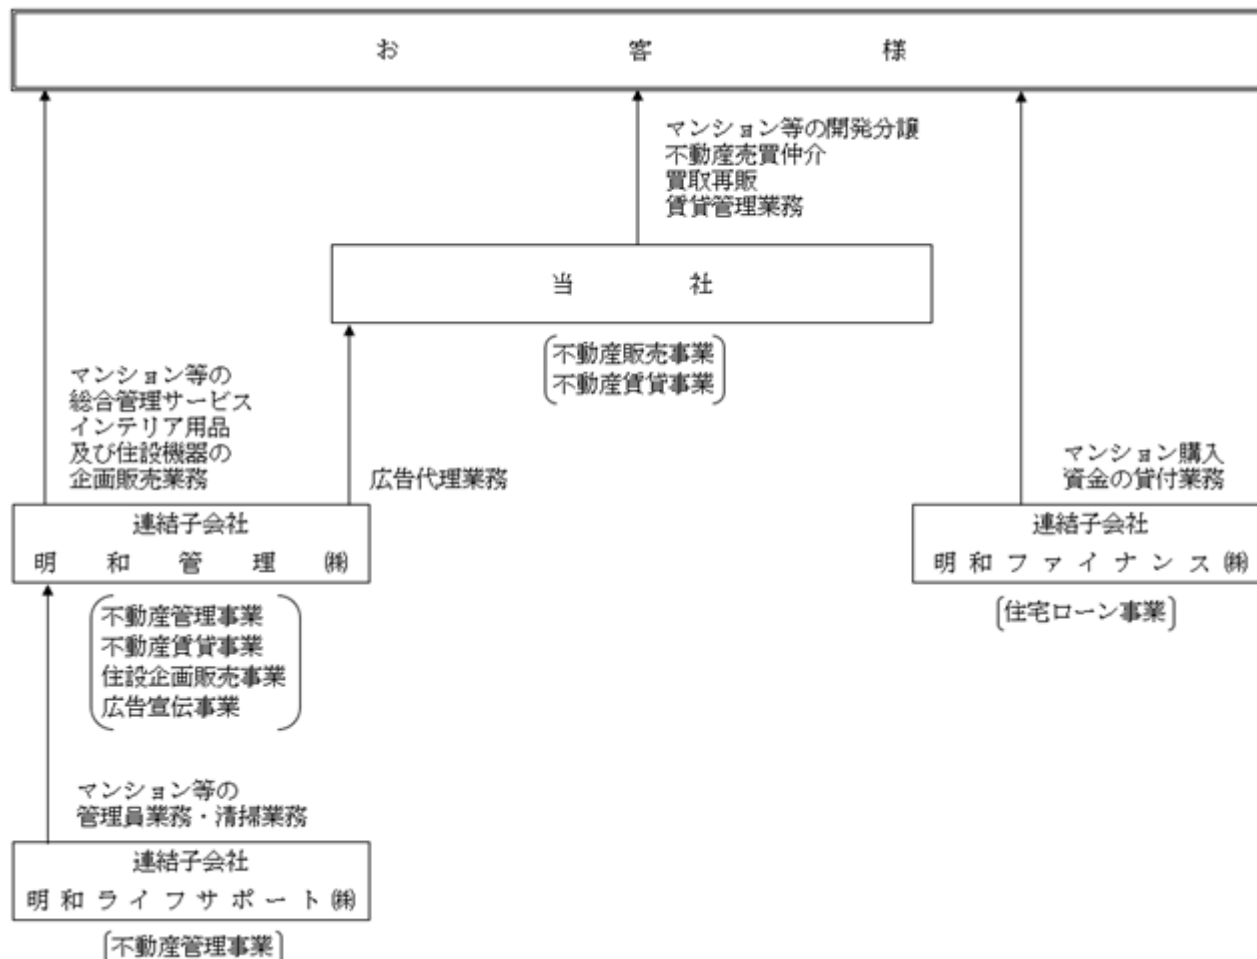 お客様
マンション等の開発分譲
不動産売買仲介
買取再販
賃貸管理業務
当社
不動産販売事業
不動産賃貸事業
マンション等の
総合管理サービス
インテリア用品
及び住設機器の
企画販売業務
広告代理業務
マンション購入
資金の貸付業務
連結子会社
明和管理㈱
連結子会社
明和ファイナンス㈱
不動産管理事業
不動産賃貸事業
住設企画販売事業
広告宣伝事業
住宅ローン事業
マンション等の
管理員業務・清掃業務
連結子会社
明和ライフサポート㈱
不動産管理事業